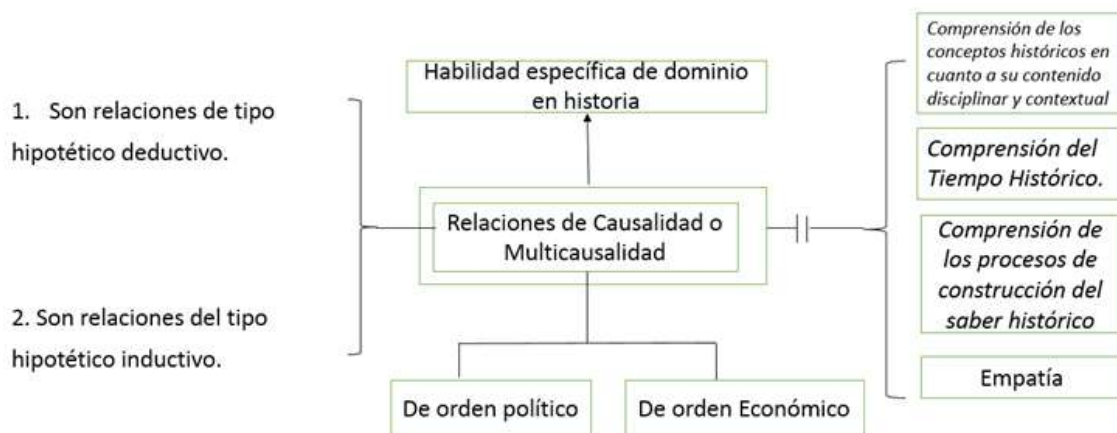 Habilidad específica de dominio
en historia
1. Son relaciones de tipo
hipotético deductivo.
2. Son relaciones del tipo
hipotético inductivo.
Relaciones de Causalidad o
Multicausalidad
De orden político
De orden Económico
Comprensión de los
conceptos históricos en
cuanto a su contenido
disciplinar y contextual
Comprensión del
Tiempo Histórico.
Comprensión de
los procesos de
construcción del
saber histórico
Empatía